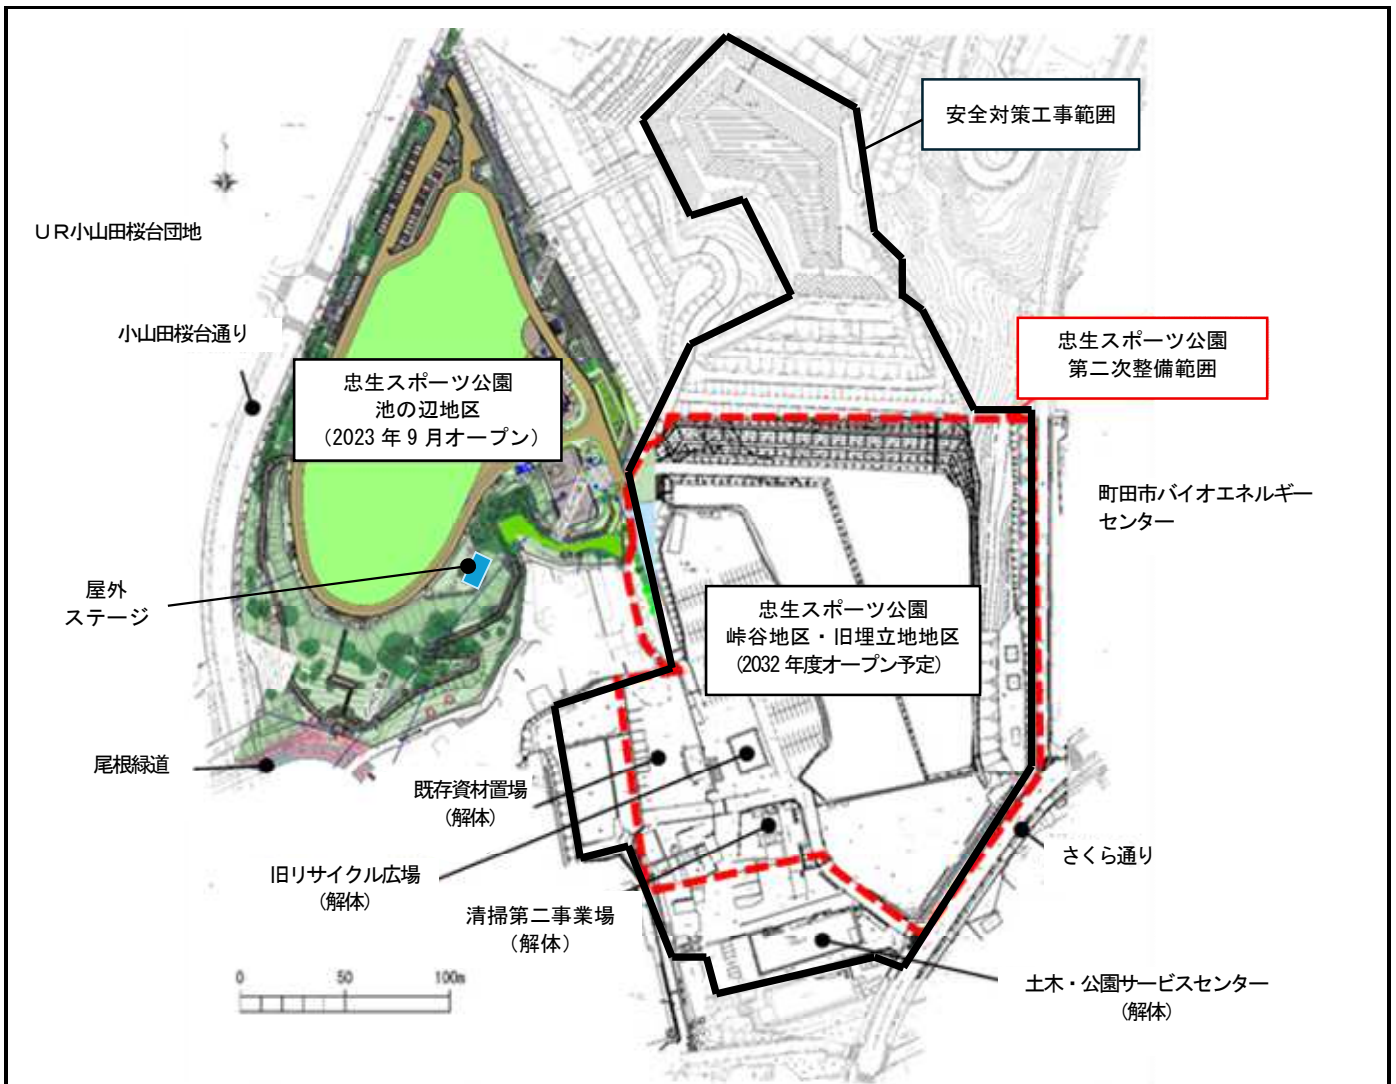 安全対策工事範囲
ＵＲ小山田桜台団地
小山田桜台通り
忠生スポーツ公園
第二次整備範囲
忠生スポーツ公園
池の辺地区
（2023 年 9 月オープン）
町田市バイオエネルギー
センター
屋外
ステージ
忠生スポーツ公園
峠谷地区・旧埋立地地区
(2032 年度オープン予定)
尾根緑道
既存資材置場
（解体）
旧リサイクル広場
（解体）
清掃第二事業場
（解体）
さくら通り
土木・公園サービスセンター
（解体）
0 50 100m